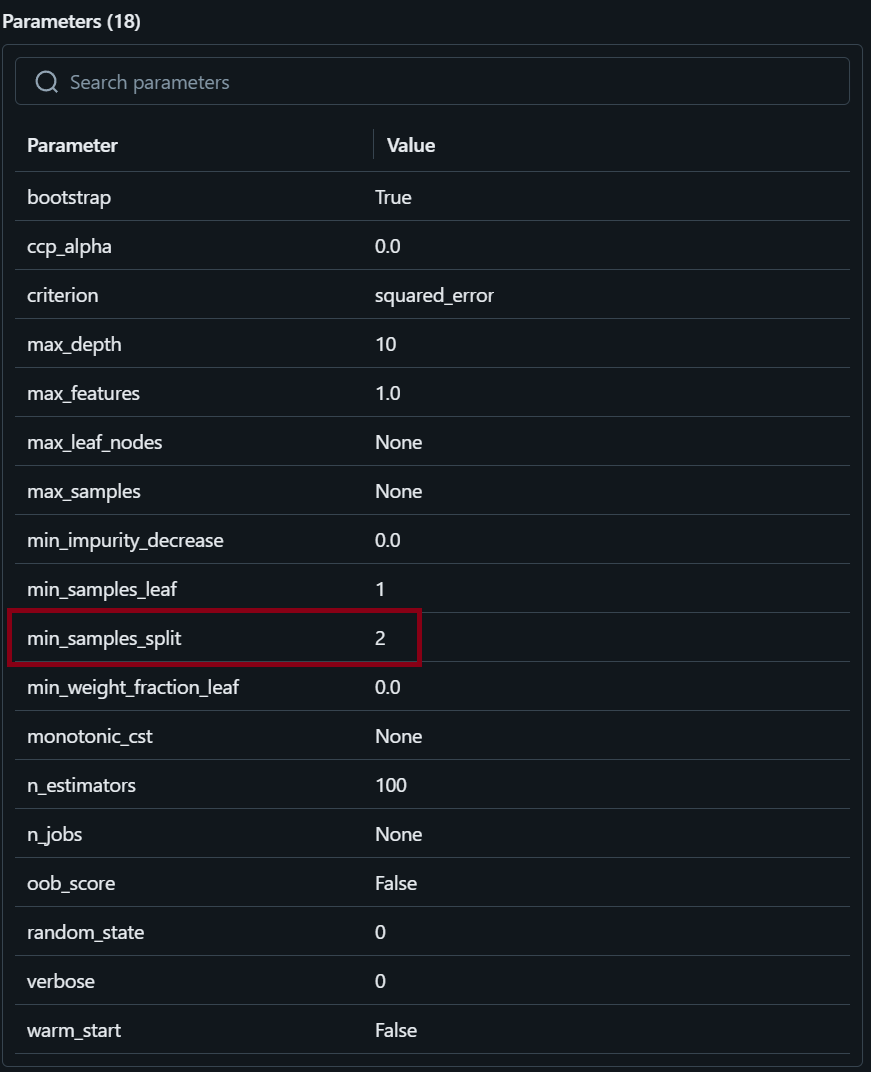 Parameters (18)
Search parameters
Parameter Value
bootstrap True
ccp_alpha 0.0
criterion squared_error
max_depth 10
max_features 1.0
max_leaf_nodes None
max_samples None
min_impurity_decrease 0.0
min_samples_leaf 1
min_samples_split 2
min_weight_fraction_leaf 0.0
monotonic_cst None
n_estimators 100
n_jobs None
oob_score False
random_state 0
verbose 0
warm_start False